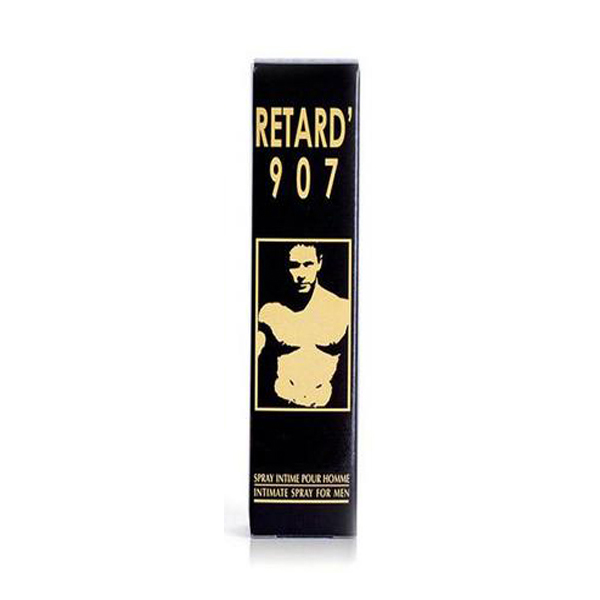 RETARD'
907
SPRAY INTIME POUR HOMME
INTIMATE SPRAY FOR MEN